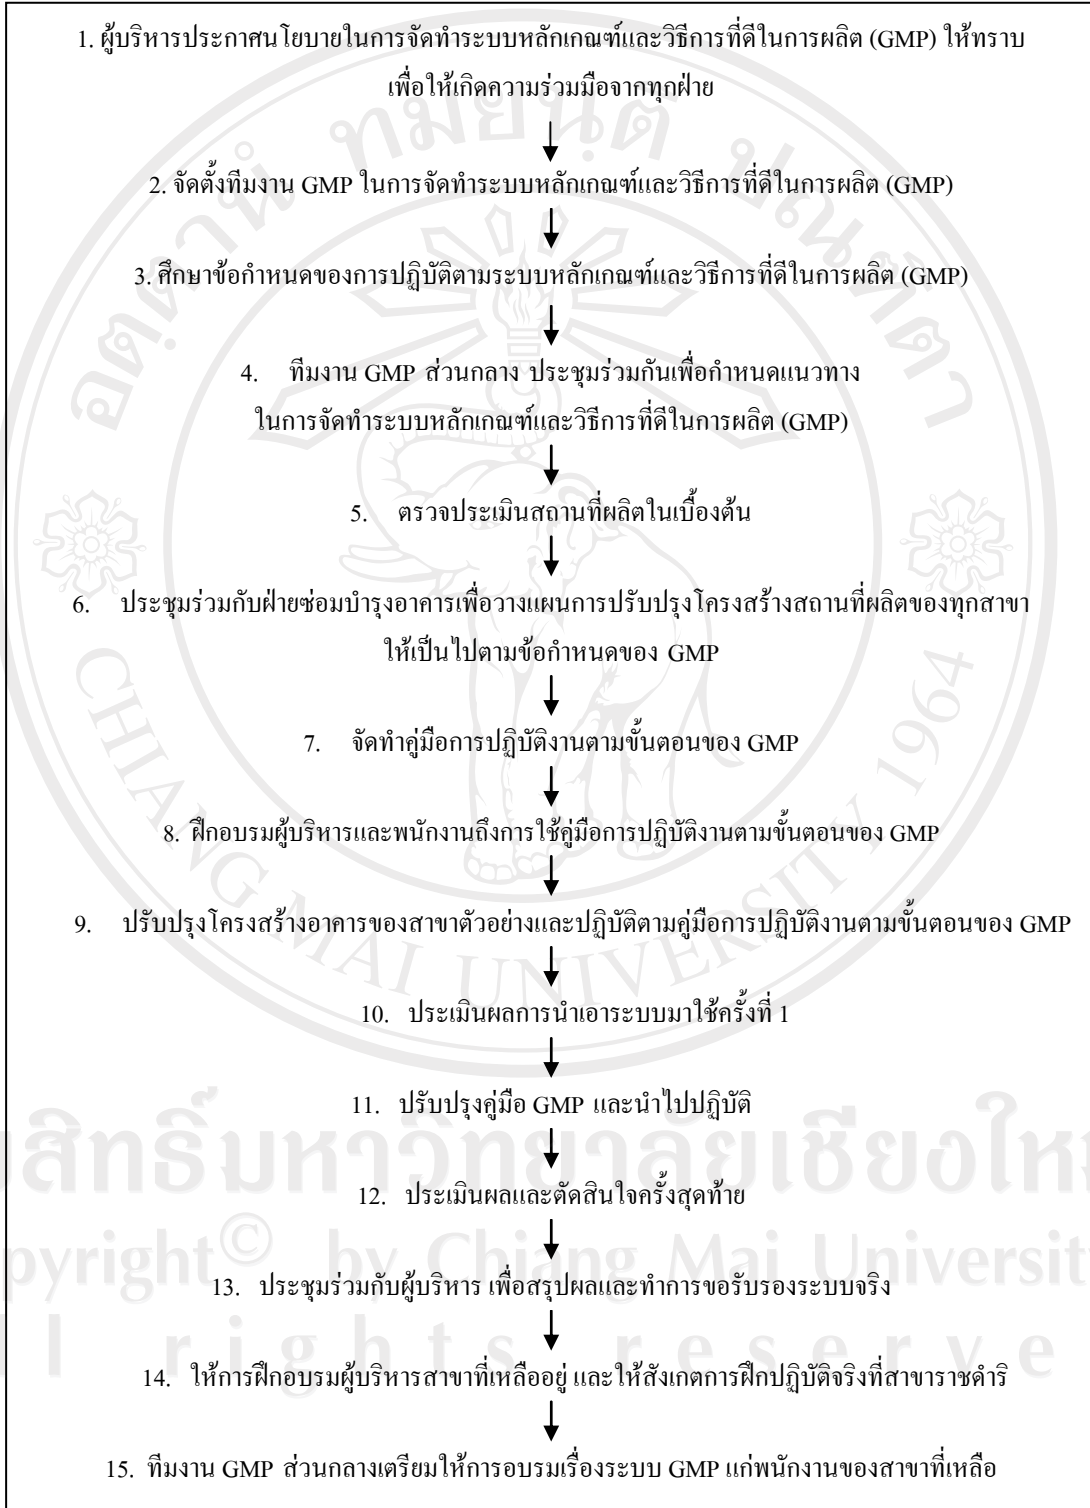 1. ผู้บริหารประกาศนโยบายในการจัดทำระบบหลักเกณฑ์และวิธีการที่ดีในการผลิต (GMP) ให้ทราบ
เพื่อให้เกิดความร่วมมือจากทุกฝ่าย
2. จัดตั้งทีมงาน GMP ในการจัดทำระบบหลักเกณฑ์และวิธีการที่ดีในการผลิต (GMP)
3. ศึกษาข้อกำหนดของการปฏิบัติตามระบบหลักเกณฑ์และวิธีการที่ดีในการผลิต (GMP)
4. ทีมงาน GMP ส่วนกลาง ประชุมร่วมกันเพื่อกำหนดแนวทาง
ในการจัดทำระบบหลักเกณฑ์และวิธีการที่ดีในการผลิต (GMP)
5. ตรวจประเมินสถานที่ผลิตในเบื้องต้น
6. ประชุมร่วมกับฝ่ายซ่อมบำรุงอาคารเพื่อวางแผนการปรับปรุงโครงสร้างสถานที่ผลิตของทุกสาขา
ให้เป็นไปตามข้อกำหนดของ GMP
7. จัดทำคู่มือการปฏิบัติงานตามขั้นตอนของ GMP
8. ฝึกอบรมผู้บริหารและพนักงานถึงการใช้คู่มือการปฏิบัติงานตามขั้นตอนของ GMP
9. ปรับปรุงโครงสร้างอาคารของสาขาตัวอย่างและปฏิบัติตามคู่มือการปฏิบัติงานตามขั้นตอนของ GMP
10. ประเมินผลการนำเอาระบบมาใช้ครั้งที่ 1
11. ปรับปรุงคู่มือ GMP และนำไปปฏิบัติ
12. ประเมินผลและตัดสินใจครั้งสุดท้าย
13. ประชุมร่วมกับผู้บริหาร เพื่อสรุปผลและทำการขอรับรองระบบจริง
14. ให้การฝึกอบรมผู้บริหารสาขาที่เหลืออยู่ และให้สังเกตการฝึกปฏิบัติจริงที่สาขาราชดำริ
15. ทีมงาน GMP ส่วนกลางเตรียมให้การอบรมเรื่องระบบ GMP แก่พนักงานของสาขาที่เหลือ
อตฺตานํ ทมยนฺติ ปณฺฑิตา
CHIANG MAI UNIVERSITY 1964
สิทธิ์มหาวิทยาลัยเชียงให
pyright© by Chiang Mai Universit
l rights reserve